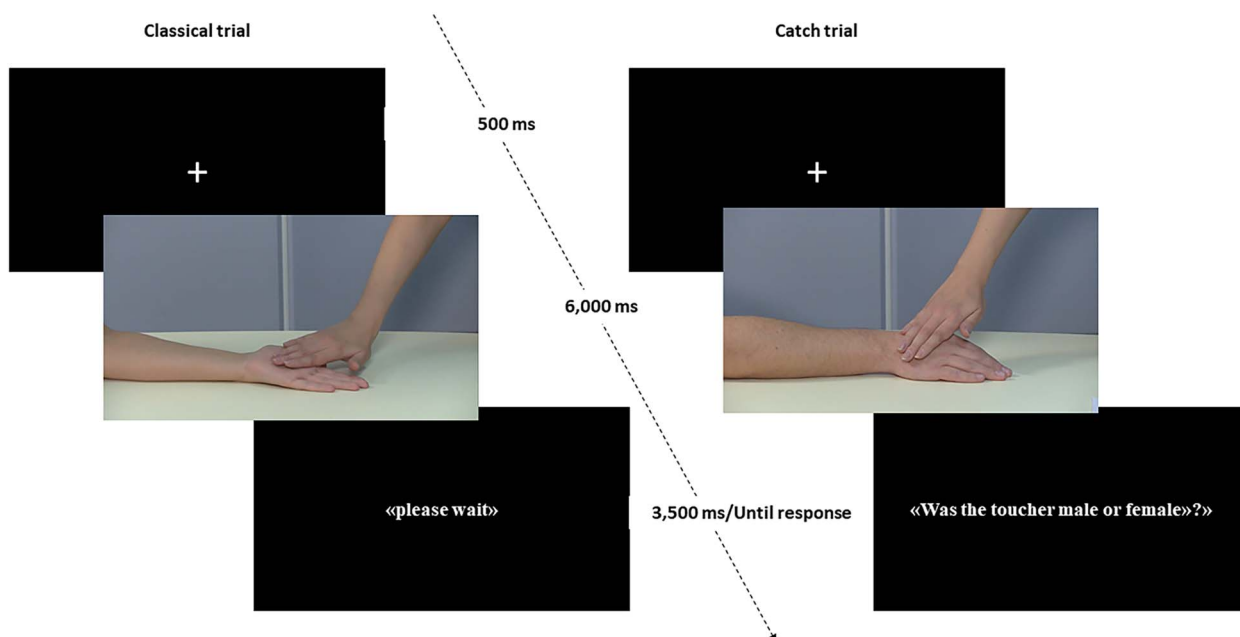 Classical trial
Catch trial
500 ms
6,000 ms
«please wait»
3,500 ms/Until response
«Was the toucher male or female»?»